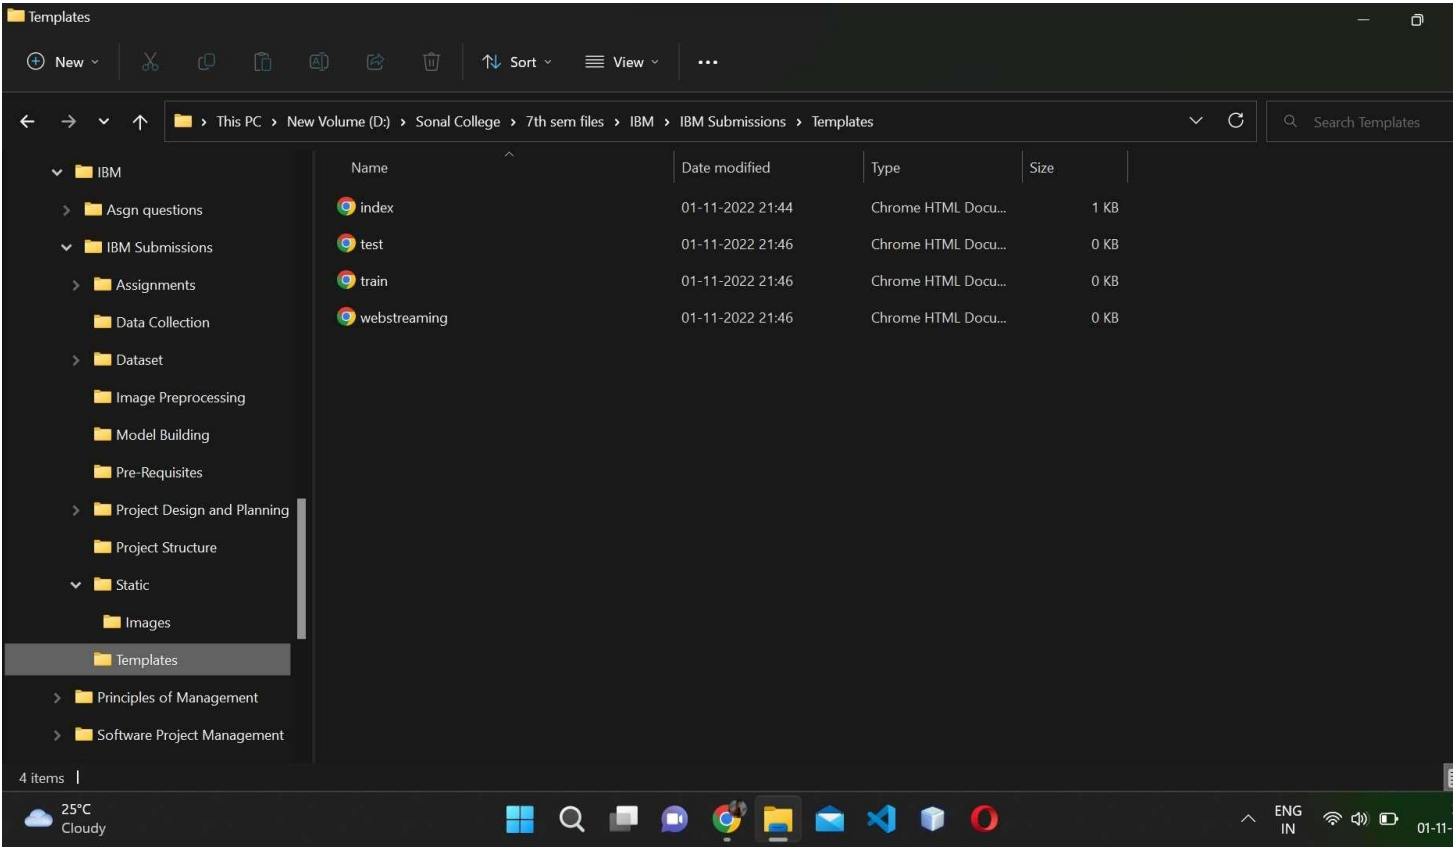 Templates
New Sort View
This PC > New Volume (D:) > Sonal College > 7th sem files > IBM > IBM Submissions > Templates
Search Templates
IBM
Asgn questions
IBM Submissions
Assignments
Data Collection
Dataset
Image Preprocessing
Model Building
Pre-Requisites
Project Design and Planning
Project Structure
Static
Images
Templates
Principles of Management
Software Project Management
Name Date modified Type Size
index 01-11-2022 21:44 Chrome HTML Docu... 1 KB
test 01-11-2022 21:46 Chrome HTML Docu... 0 KB
train 01-11-2022 21:46 Chrome HTML Docu... 0 KB
webstreaming 01-11-2022 21:46 Chrome HTML Docu... 0 KB
4 items
25°C
Cloudy
ENG
IN
01-11-